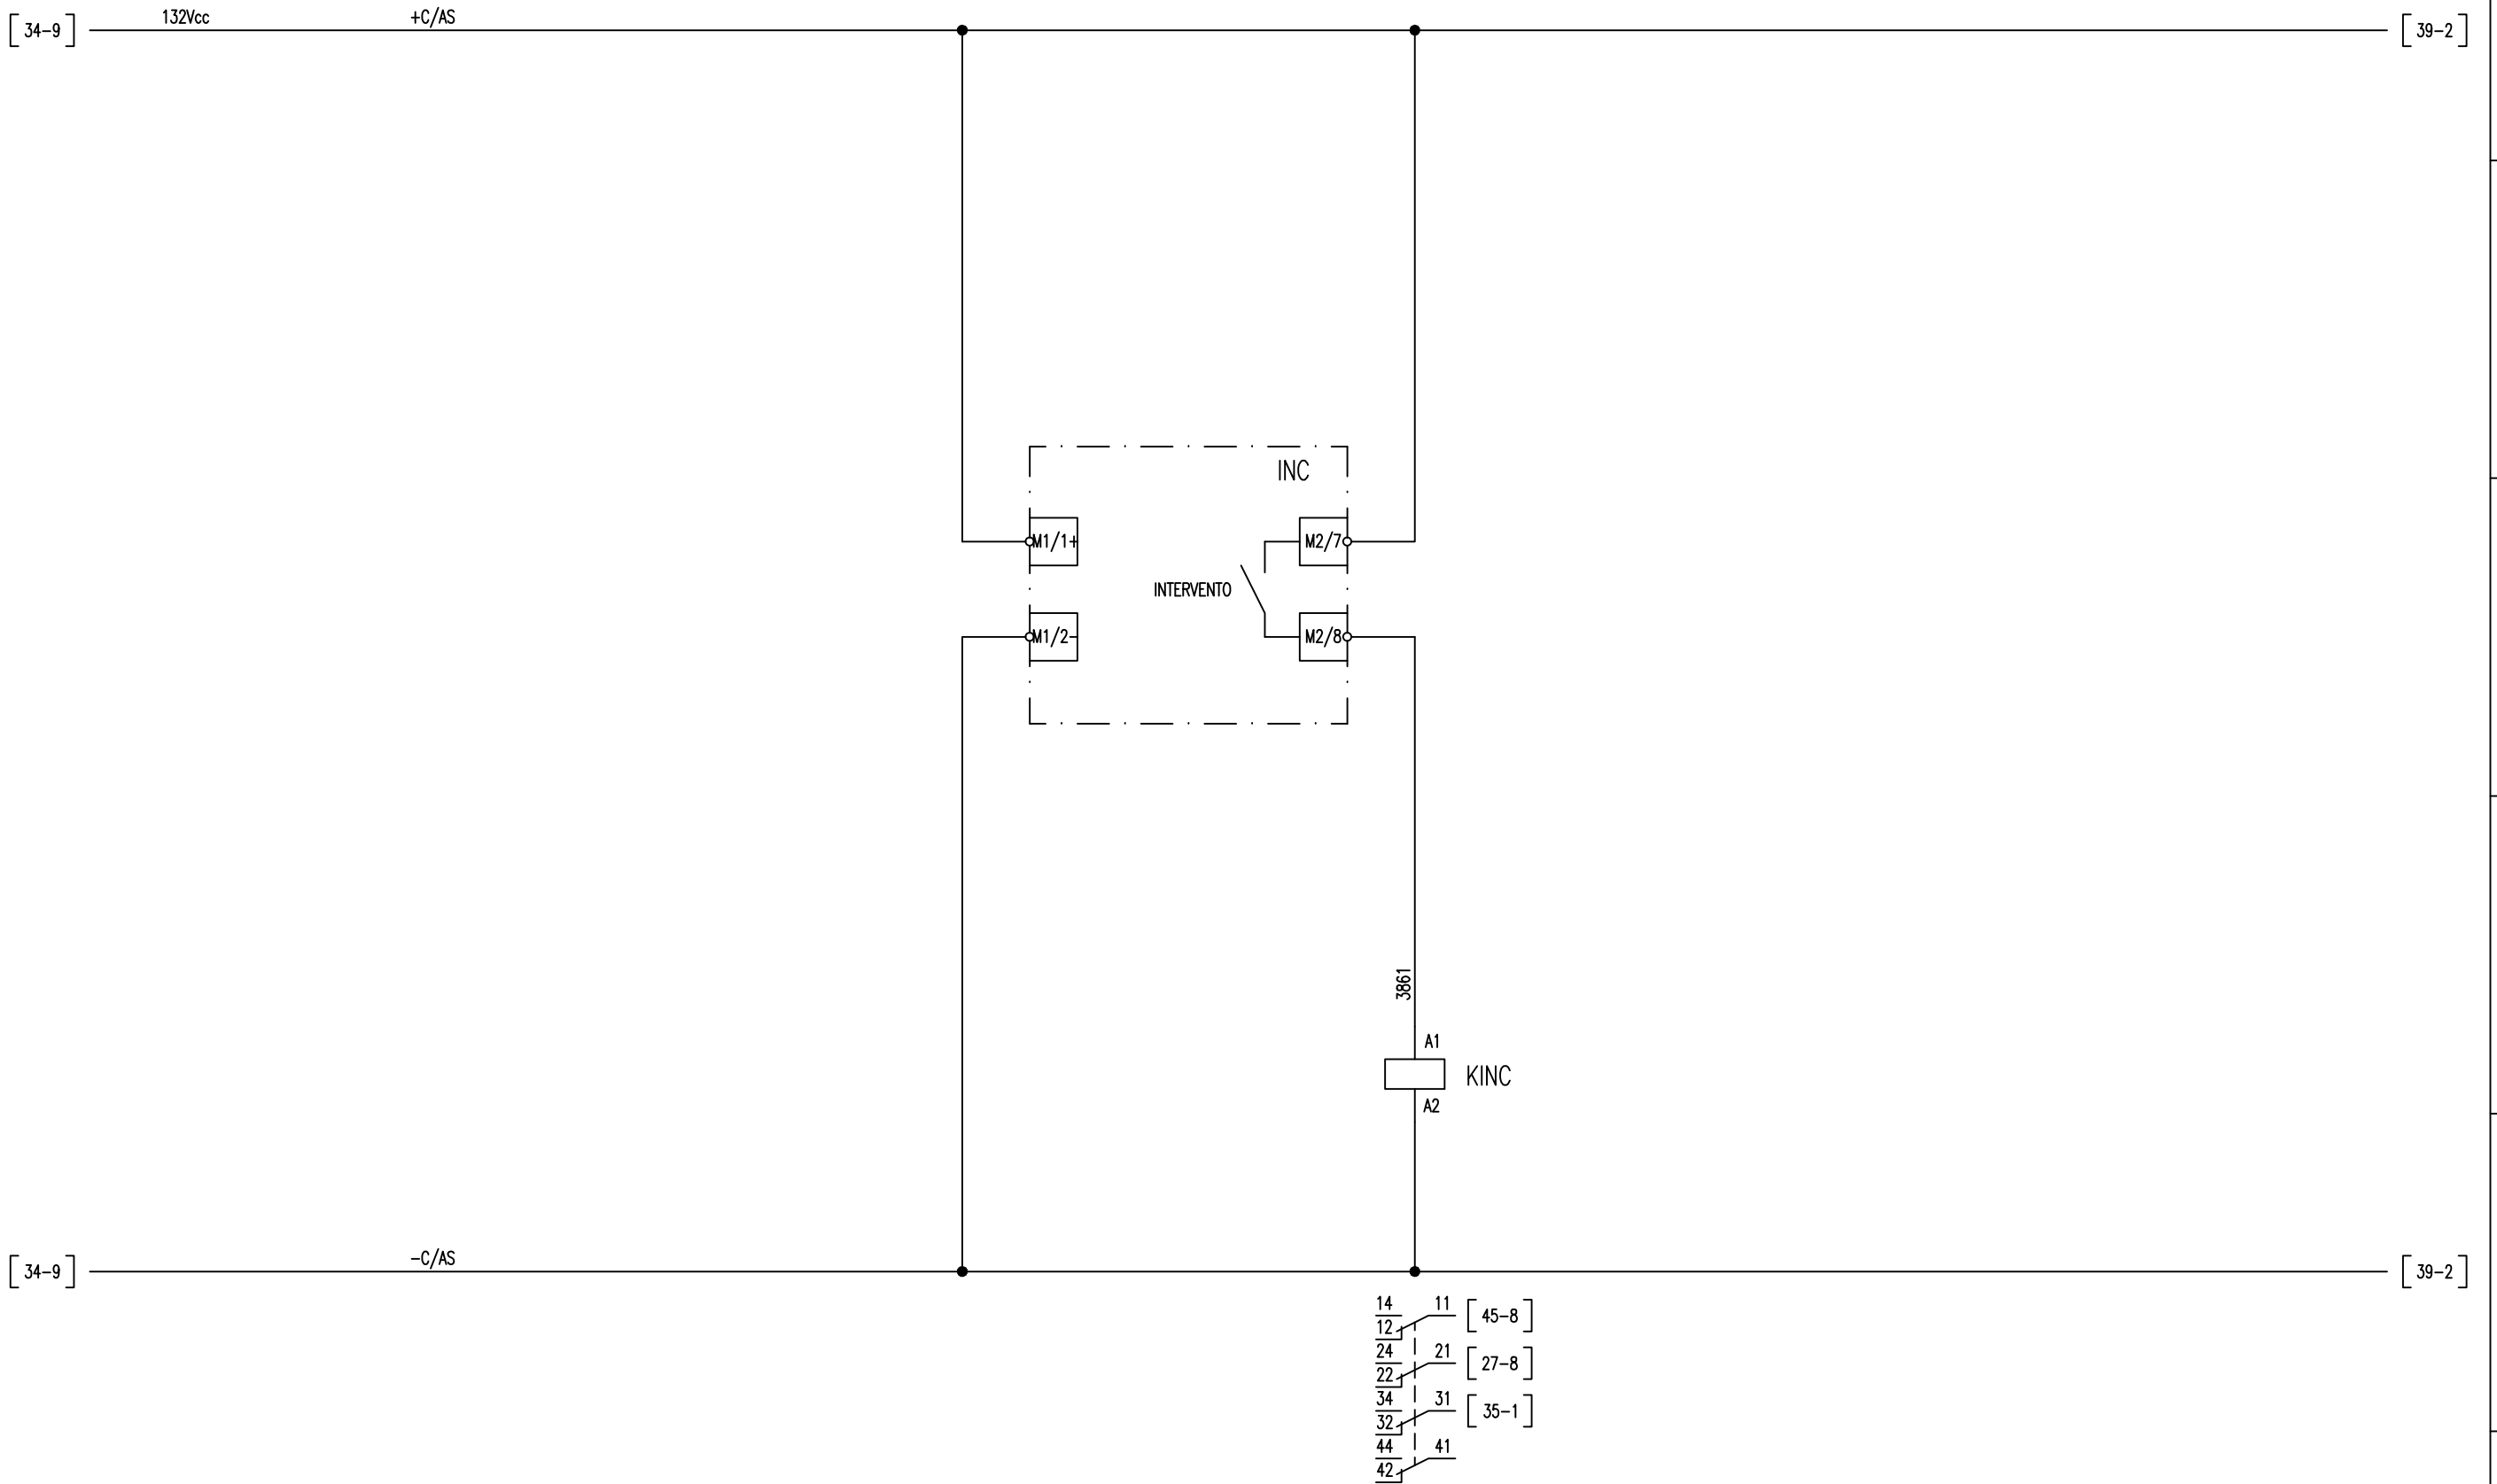 34-9 132Vcc +C/AS 39-2
INC
M1/1+ M2/7
INTERVENTO
M1/2- M2/8
3861
A1
KINC
A2
34-9 -C/AS 39-2
14 11 45-8
12
24 21 27-8
22
34 31 35-1
32
44 41
42